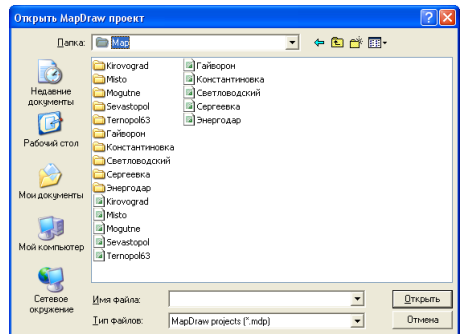 Открыть MapDraw проект
Папка: Map
Недавние документы
Рабочий стол
Мои документы
Мой компьютер
Сетевое окружение
Kirovograd
Misto
Mogutne
Sevastopol
Ternopol63
Гайворон
Константиновка
Светловодский
Сергеевка
Энергодар
Kirovograd
Misto
Mogutne
Sevastopol
Ternopol63
Гайворон
Константиновка
Светловодский
Сергеевка
Энергодар
Имя файла:
Открыть
Тип файлов: MapDraw projects (*.mdp)
Отмена